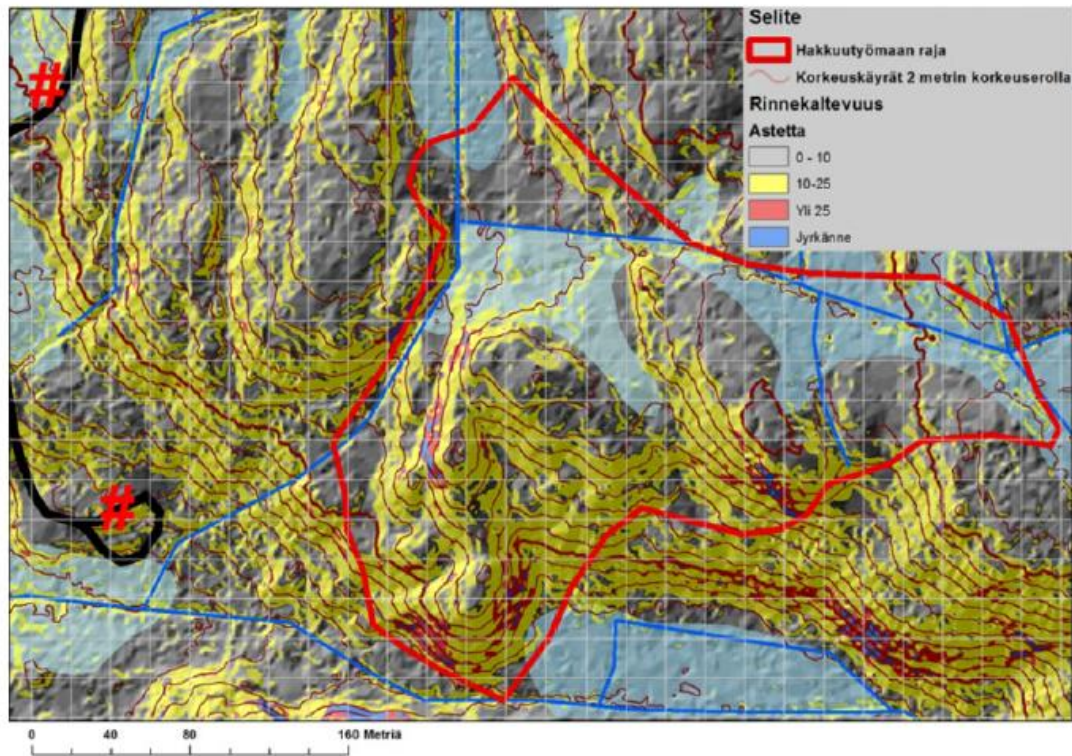 Selite
Hakkuutyömaan raja
Korkeuskäyrät 2 metrin korkeuserolla
Rinnekaltevuus
Astetta
0 - 10
10-25
Yli 25
Jyrkänne
#
#
0 40 80 160 Metriä